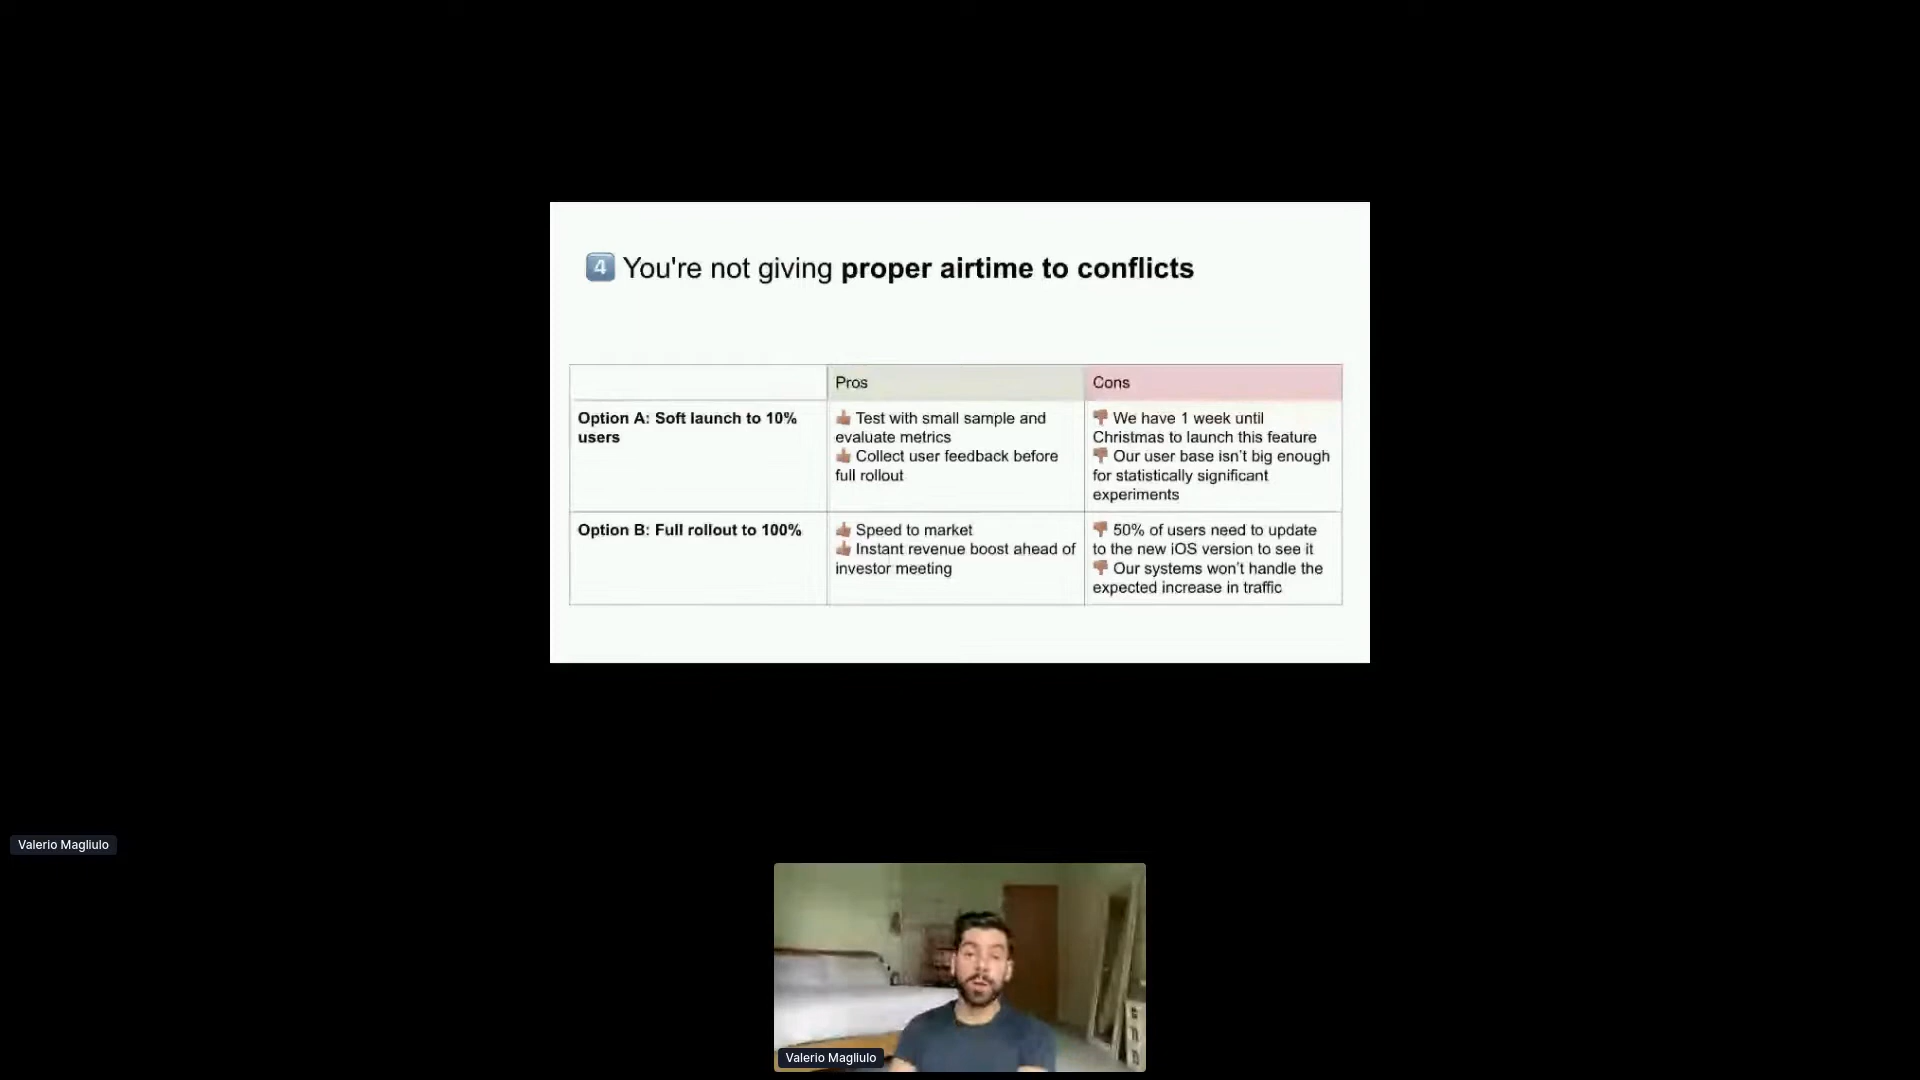 4 You're not giving proper airtime to conflicts
Pros
Cons
Option A: Soft launch to 10%
users
👍🏽 Test with small sample and
evaluate metrics
👍🏽 Collect user feedback before
full rollout
👎🏽 We have 1 week until
Christmas to launch this feature
👎🏽 Our user base isn't big enough
for statistically significant
experiments
Option B: Full rollout to 100%
👍🏽 Speed to market
👍🏽 Instant revenue boost ahead of
investor meeting
👎🏽 50% of users need to update
to the new iOS version to see it
👎🏽 Our systems won't handle the
expected increase in traffic
Valerio Magliulo
Valerio Magliulo